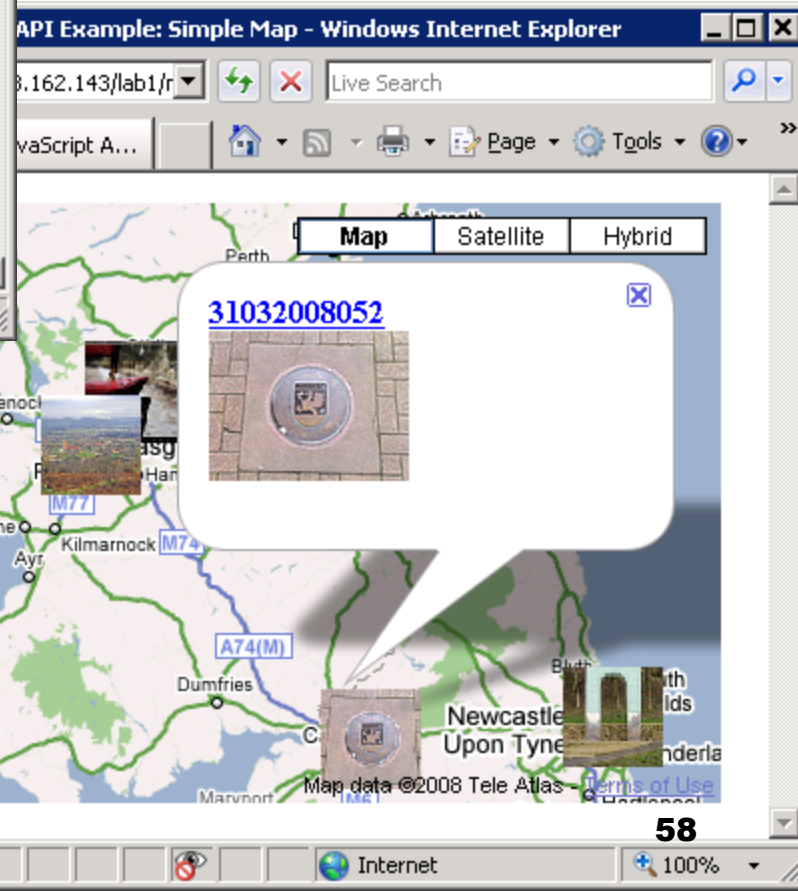 API Example: Simple Map - Windows Internet Explorer
3.162.143/lab1/r
Live Search
vaScript A...
Page
Tools
»
Map Satellite Hybrid
Perth
31032008052
M77
Kilmarnock M74
Ayr
A74(M)
Dumfries
Newcastle
Upon Tyne
Maryport
M6
Map data ©2008 Tele Atlas - Terms of Use
58
Internet
100%